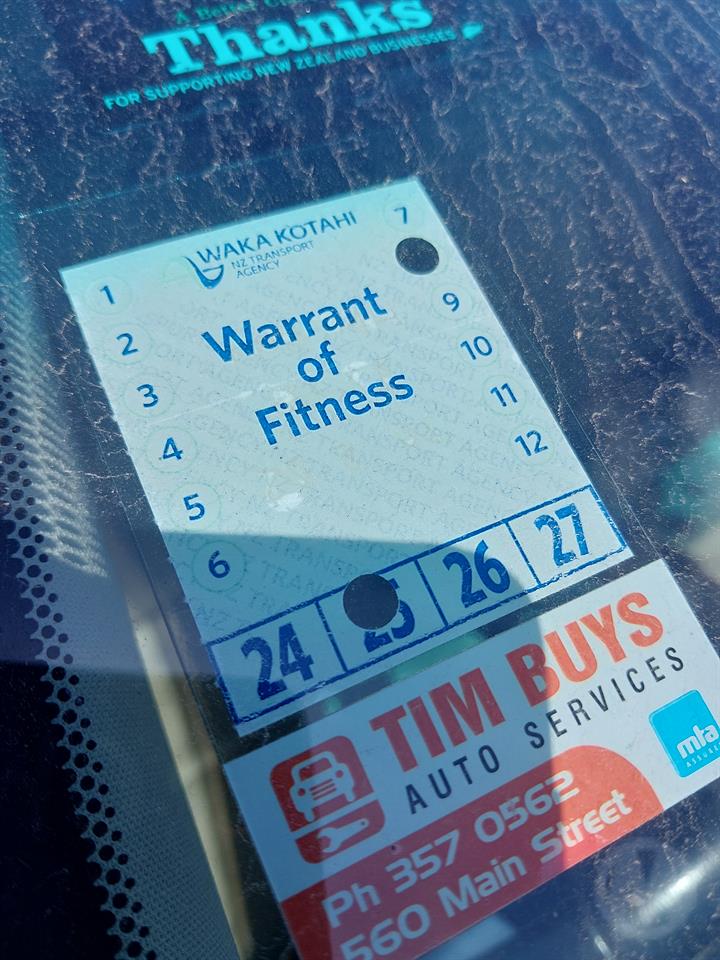 Thanks
FOR SUPPORTING NEW ZEALAND BUSINESSES
WAKA KOTAHI
NZ TRANSPORT
AGENCY
Warrant
of
Fitness
1
2
3
4
5
6
7
9
10
11
12
24 25 26 27
TIM BUYS
AUTO SERVICES
mta
ASSURED
Ph 357 0562
560 Main Street